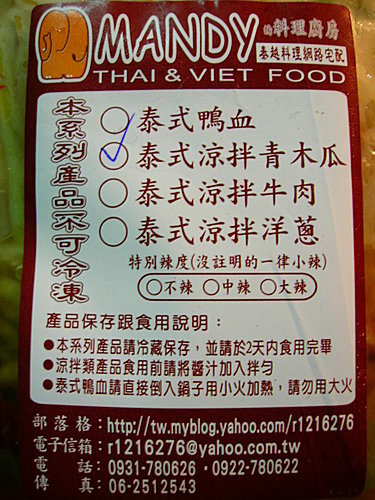 MANDY的料理廚房
泰越料理網路宅配
THAI & VIET FOOD
本系列產品不可冷凍
泰式鴨血
泰式涼拌青木瓜
泰式涼拌牛肉
泰式涼拌洋蔥
特別辣度(沒註明的一律小辣)
不辣 中辣 大辣
產品保存跟食用說明：
●本系列產品請冷藏保存，並請於2天內食用完畢
●涼拌類產品食用前請將醬汁加入拌勻
●泰式鴨血請直接倒入鍋子用小火加熱，請勿用大火
部落格：http://tw.myblog.yahoo.com/r1216276
電子信箱：r1216276@yahoo.com.tw
電話：0931-780626．0922-780622
傳真：06-2512543